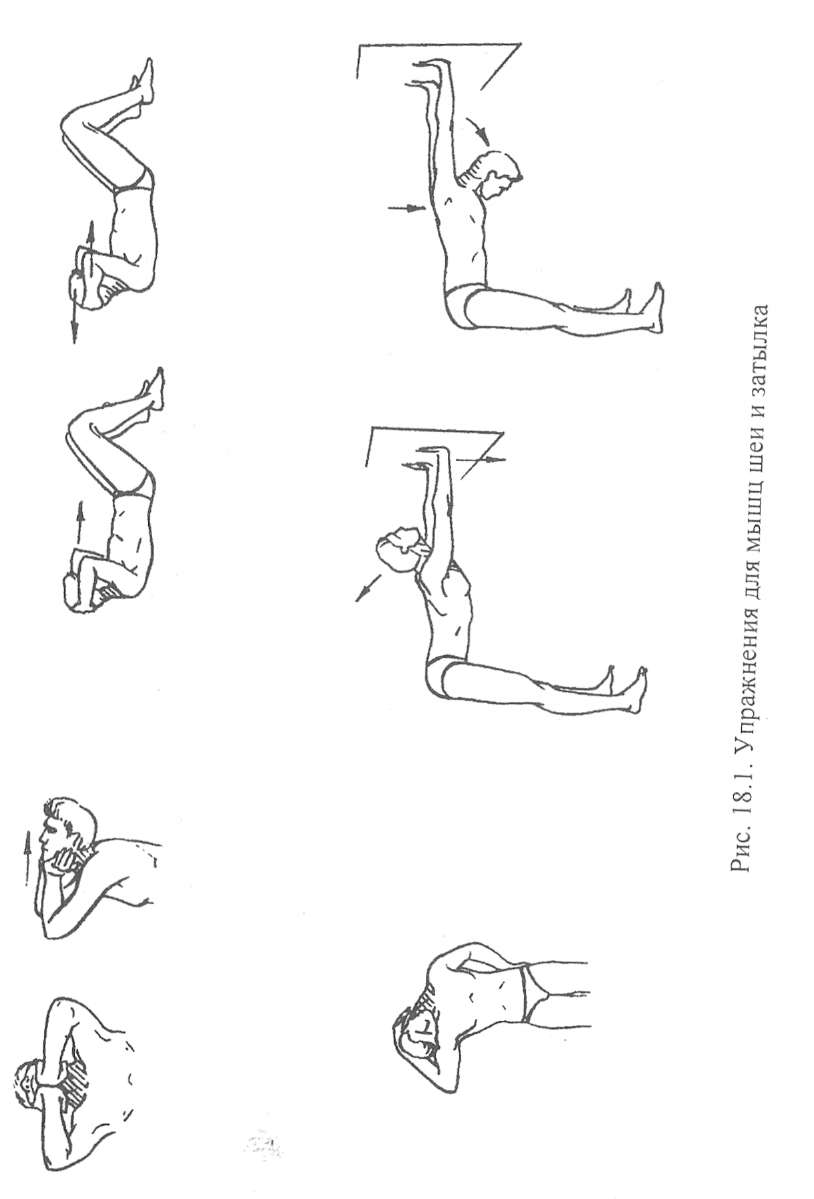 Рис. 18.1. Упражнения для мышц шеи и затылка